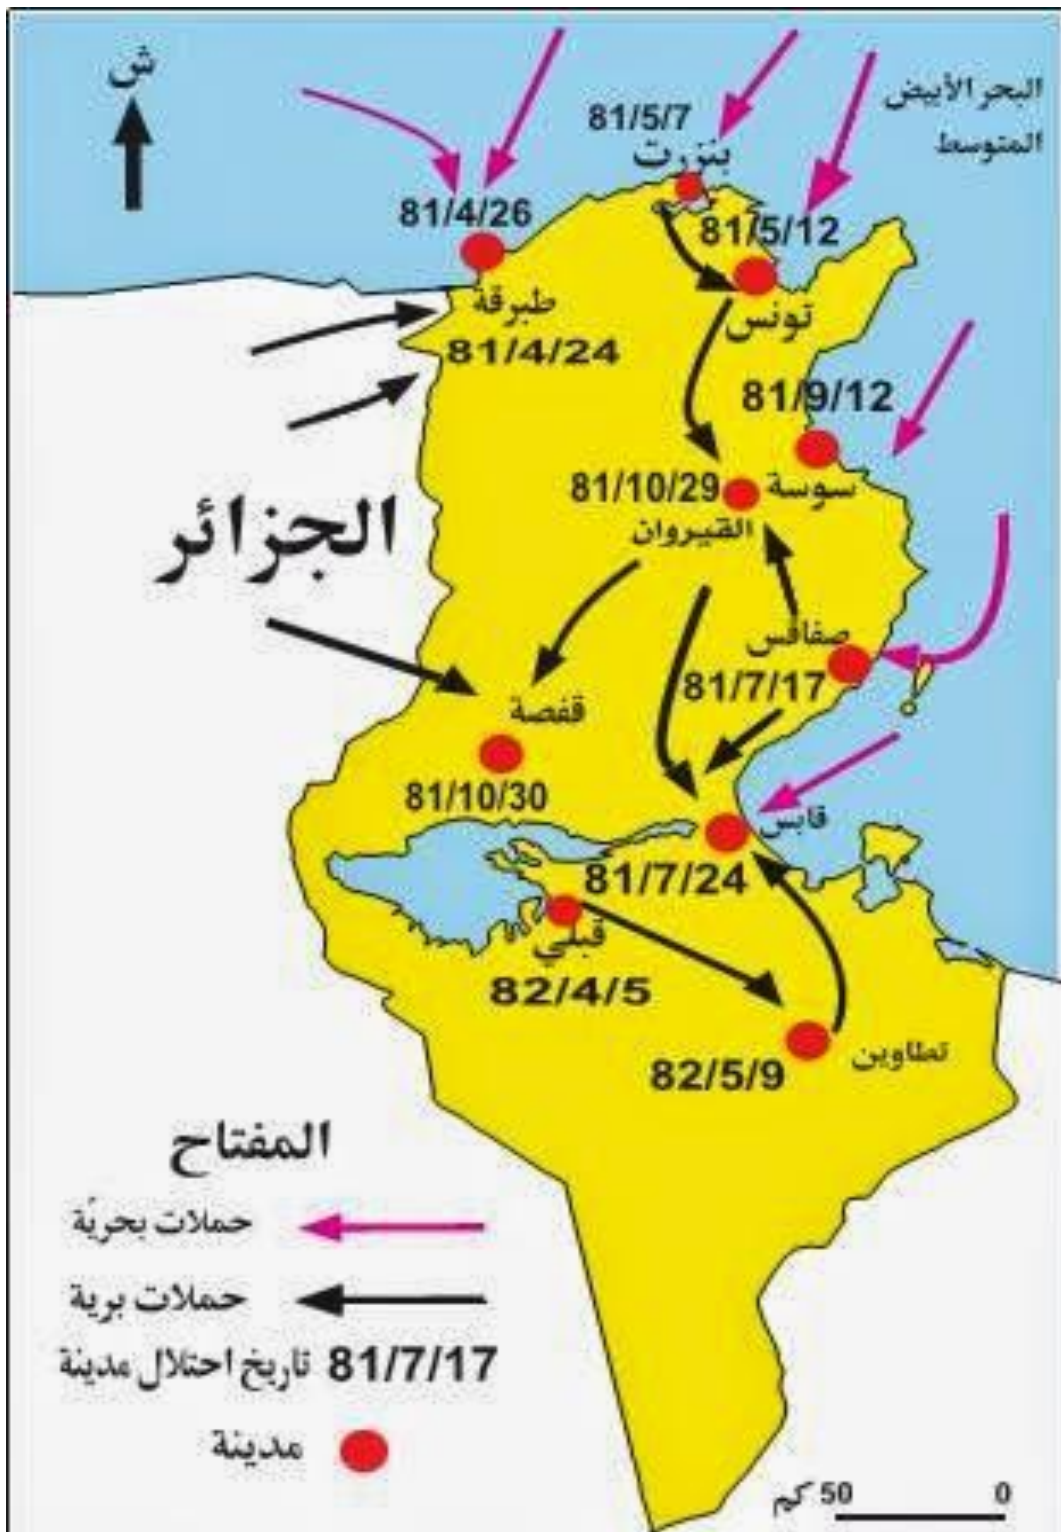 ش
البحر الأبيض
المتوسط
81/5/7
بنزرت
81/4/26
81/5/12
طبرقة
تونس
81/4/24
81/9/12
81/10/29
سوسة
القيروان
الجزائر
صفاقس
81/7/17
قفصة
81/10/30
قابس
81/7/24
قبلي
82/4/5
تطاوين
82/5/9
المفتاح
حملات بحريّة
حملات برية
81/7/17 تاريخ احتلال مدينة
مدينة
0 50 كم